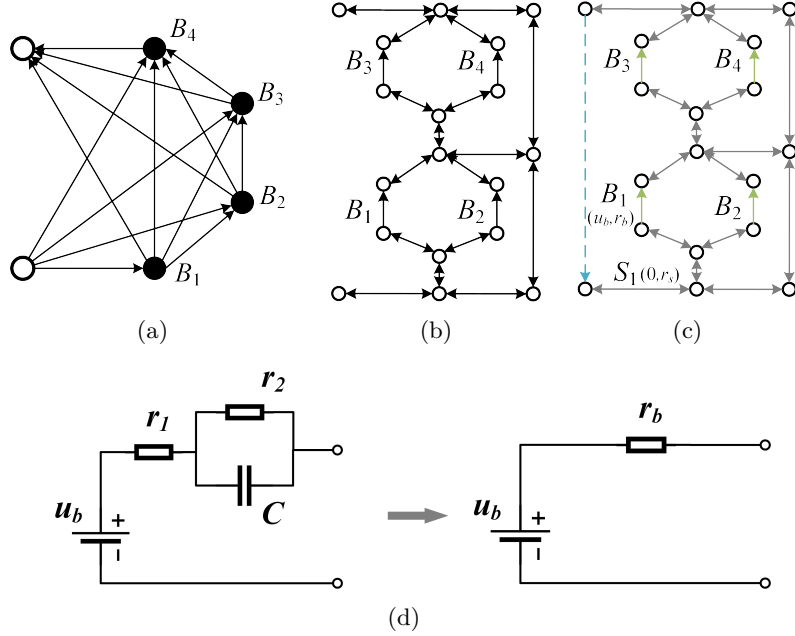 B4
B3
B2
B1
(a)
B3 B4
B1 B2
(b)
B3 B4
B1 B2
(ub,rb)
S1(0,rs)
(c)
r2
r1
C
ub
+
-
rb
ub
+
-
(d)